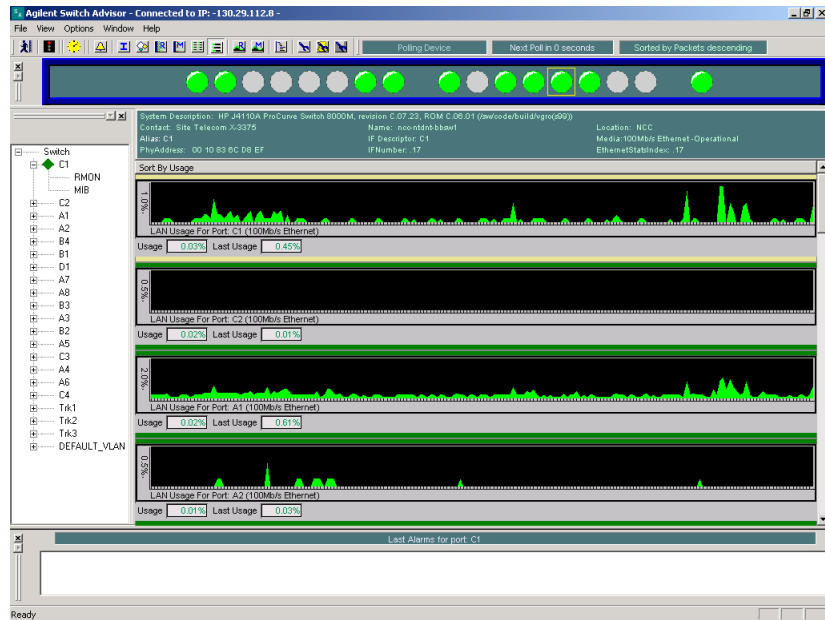 Agilent Switch Advisor - Connected to IP: -130.29.112.8 -
File View Options Window Help
Polling Device Next Poll in 0 seconds Sorted by Packets descending
System Description: HP J4110A ProCurve Switch 8000M, revision C.07.23, ROM C.06.01 (/sw/code/build/vgro(s99))
Contact: Site Telecom X-3375 Name: nco-ntdnt-bbsw1 Location: NCC
Alias: C1 IF Descriptor: C1 Media:100Mb/s Ethernet-Operational
PhyAddress: 00 10 83 6C D8 EF IFNumber: .17 EthernetStatsIndex: .17
Switch
C1
RMON
MIB
C2
A1
A2
B4
B1
D1
A7
A8
B3
A3
B2
A5
C3
A4
A6
C4
Trk1
Trk2
Trk3
DEFAULT_VLAN
Sort By Usage
1.0%-
LAN Usage For Port: C1 (100Mb/s Ethernet)
Usage 0.03% Last Usage 0.45%
0.5%-
LAN Usage For Port: C2 (100Mb/s Ethernet)
Usage 0.02% Last Usage 0.01%
2.0%-
LAN Usage For Port: A1 (100Mb/s Ethernet)
Usage 0.02% Last Usage 0.61%
0.5%-
LAN Usage For Port: A2 (100Mb/s Ethernet)
Usage 0.01% Last Usage 0.03%
Last Alarms for port: C1
Ready